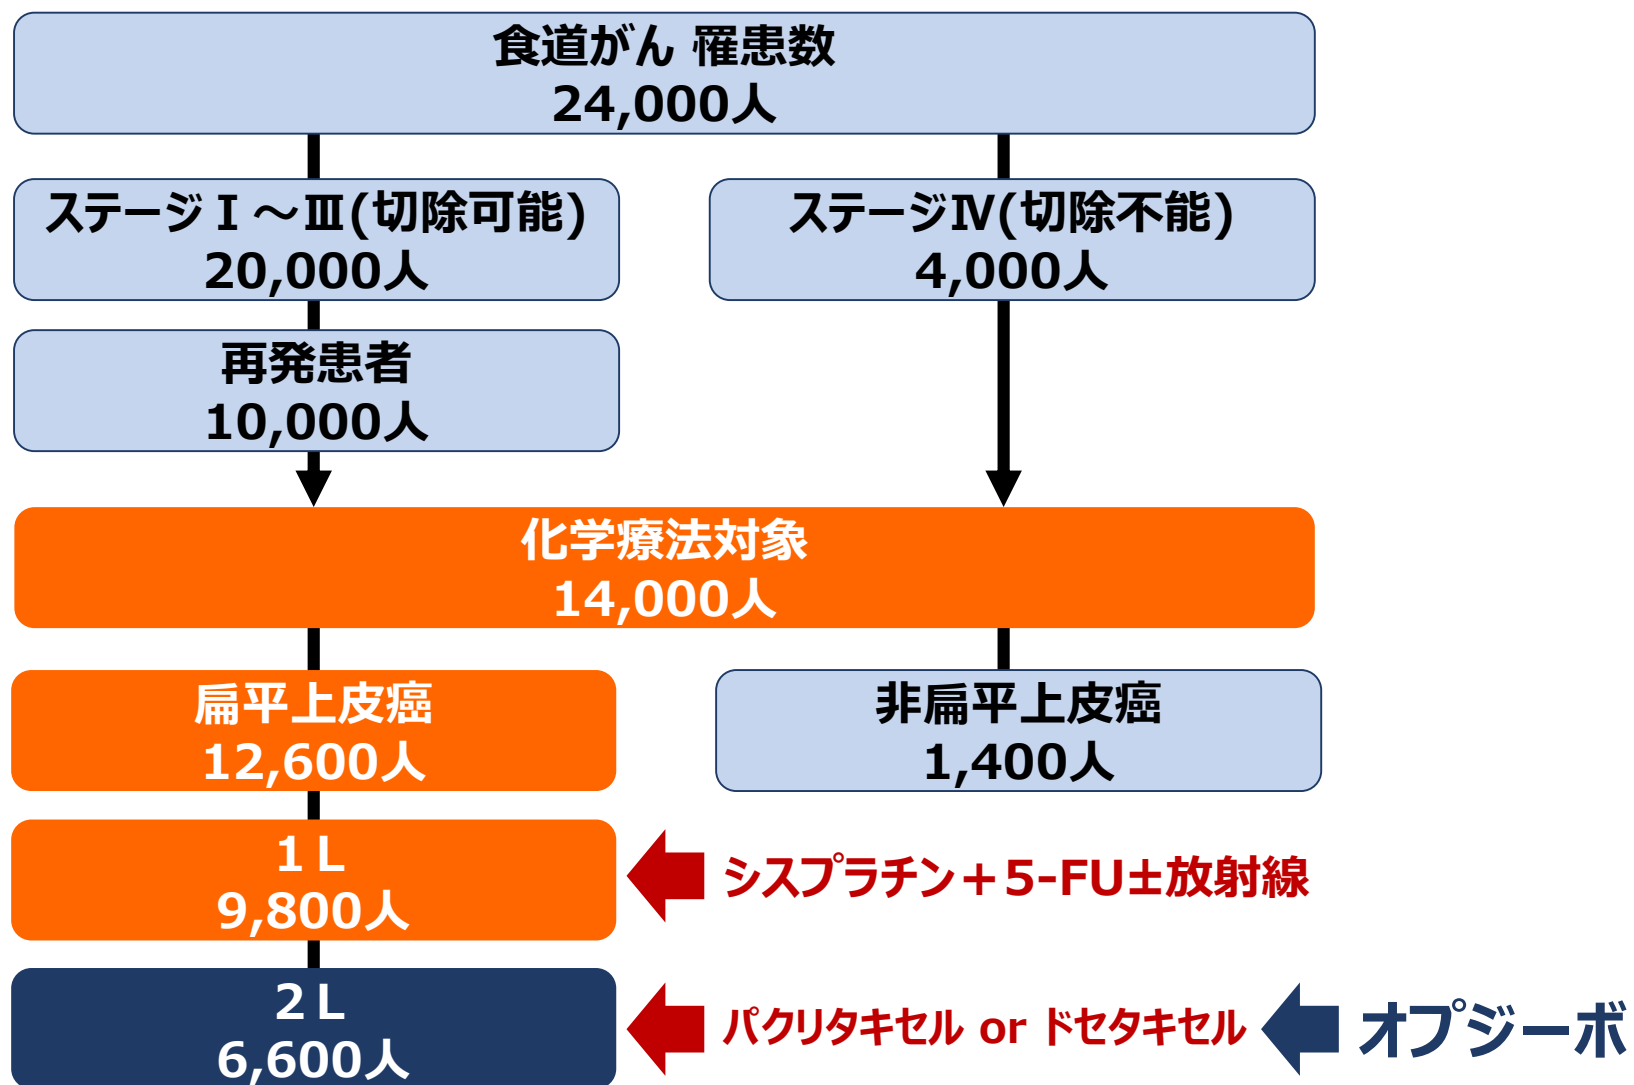 食道がん 罹患数
24,000人
ステージⅠ～Ⅲ(切除可能)
20,000人
ステージⅣ(切除不能)
4,000人
再発患者
10,000人
化学療法対象
14,000人
扁平上皮癌
12,600人
非扁平上皮癌
1,400人
１L
9,800人
シスプラチン＋5-FU±放射線
２L
6,600人
パクリタキセル or ドセタキセル
オプジーボ